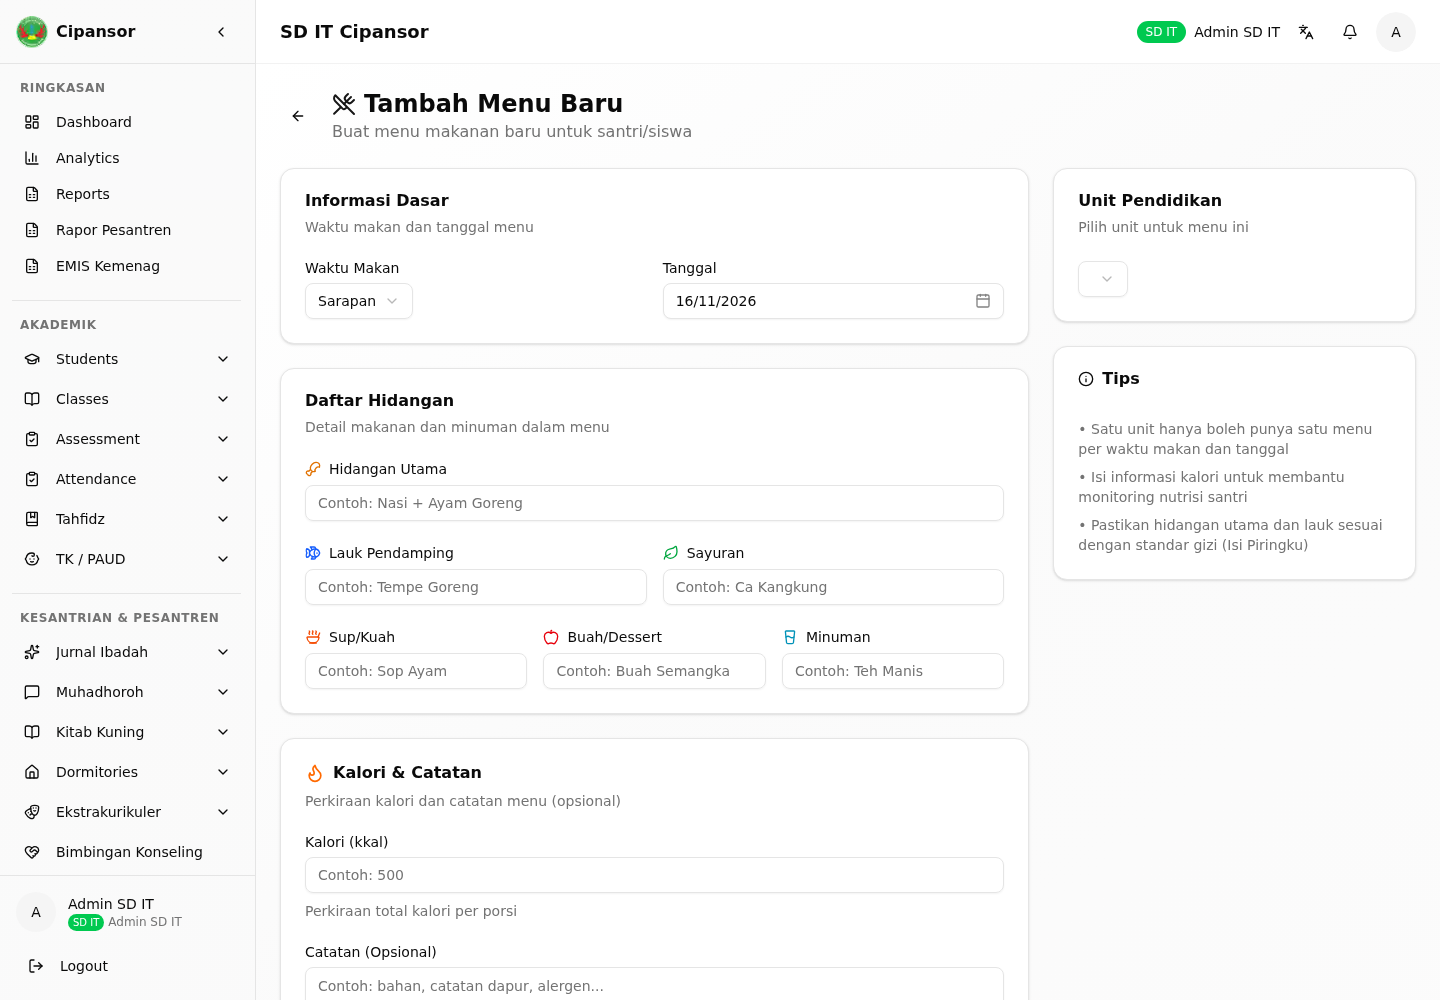 Cipansor
RINGKASAN
Dashboard
Analytics
Reports
Rapor Pesantren
EMIS Kemenag
AKADEMIK
Students
Classes
Assessment
Attendance
Tahfidz
TK / PAUD
KESANTRIAN & PESANTREN
Jurnal Ibadah
Muhadhoroh
Kitab Kuning
Dormitories
Ekstrakurikuler
Bimbingan Konseling
A
Admin SD IT
SD IT Admin SD IT
Logout
SD IT Cipansor
SD IT Admin SD IT
A
Tambah Menu Baru
Buat menu makanan baru untuk santri/siswa
Informasi Dasar
Waktu makan dan tanggal menu
Waktu Makan
Sarapan
Tanggal
16/11/2026
Daftar Hidangan
Detail makanan dan minuman dalam menu
Hidangan Utama
Contoh: Nasi + Ayam Goreng
Lauk Pendamping
Contoh: Tempe Goreng
Sayuran
Contoh: Ca Kangkung
Sup/Kuah
Contoh: Sop Ayam
Buah/Dessert
Contoh: Buah Semangka
Minuman
Contoh: Teh Manis
Kalori & Catatan
Perkiraan kalori dan catatan menu (opsional)
Kalori (kkal)
Contoh: 500
Perkiraan total kalori per porsi
Catatan (Opsional)
Contoh: bahan, catatan dapur, alergen...
Unit Pendidikan
Pilih unit untuk menu ini
Tips
• Satu unit hanya boleh punya satu menu
per waktu makan dan tanggal
• Isi informasi kalori untuk membantu
monitoring nutrisi santri
• Pastikan hidangan utama dan lauk sesuai
dengan standar gizi (Isi Piringku)